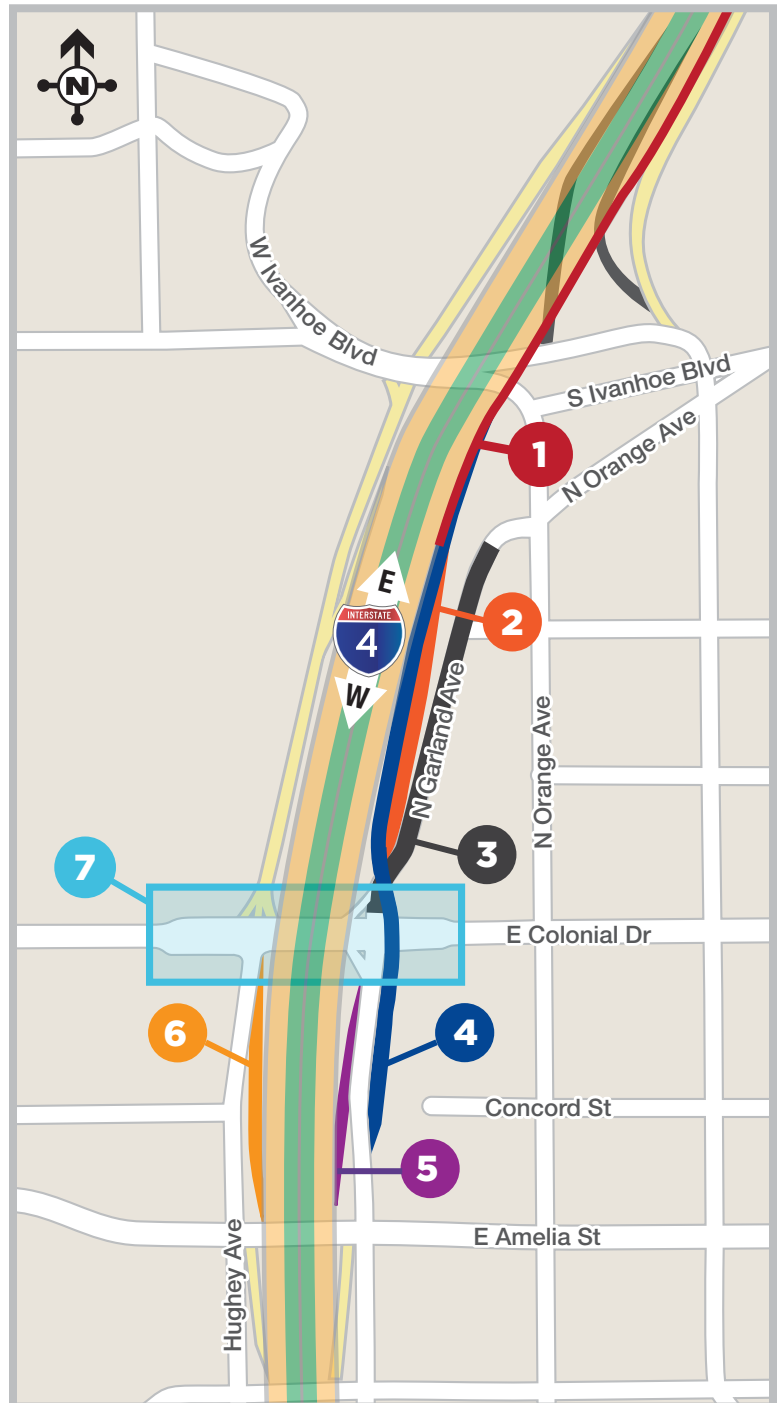 N
W Ivanhoe Blvd
S Ivanhoe Blvd
N Orange Ave
1
E
INTERSTATE
4
W
2
N Garland Ave
N Orange Ave
3
7
E Colonial Dr
6
4
Concord St
5
E Amelia St
Hughey Ave